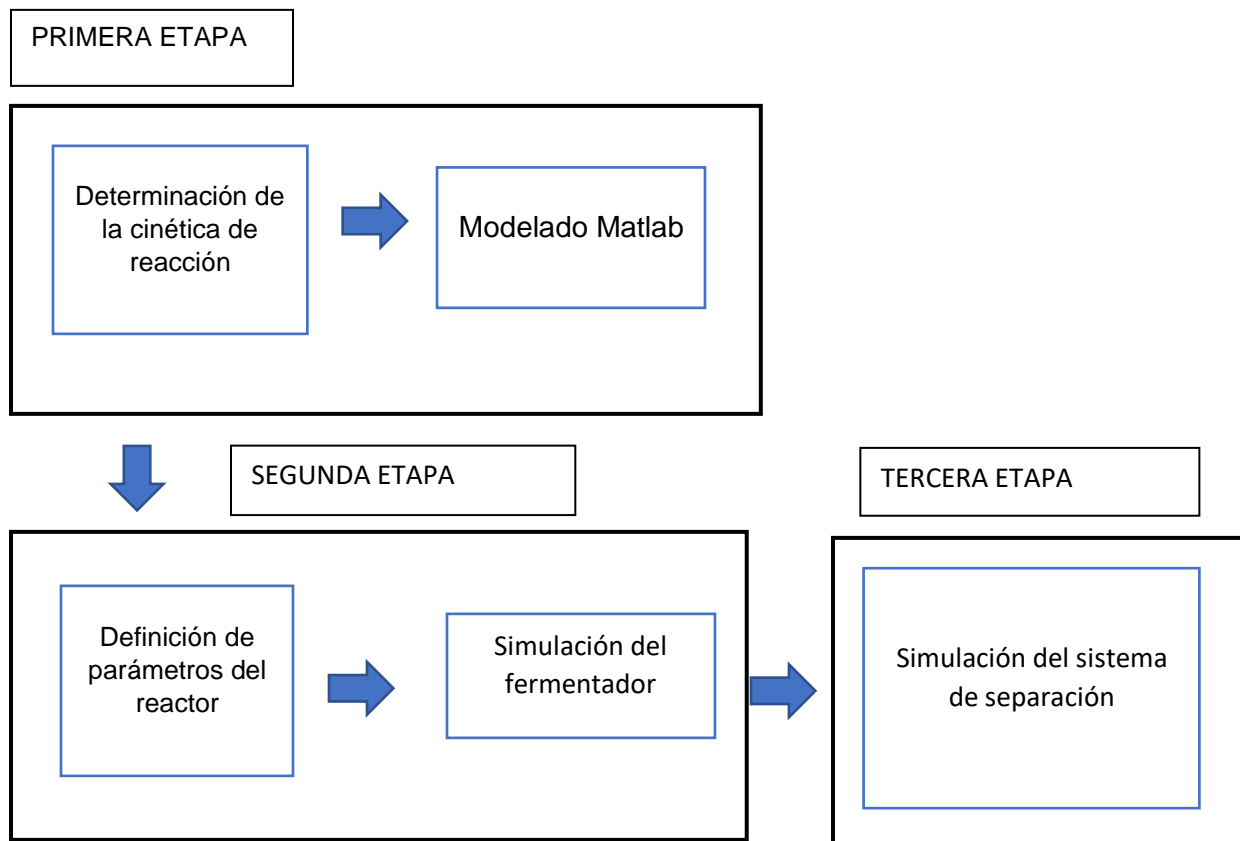 PRIMERA ETAPA
Determinación de
la cinética de
reacción
Modelado Matlab
SEGUNDA ETAPA
TERCERA ETAPA
Definición de
parámetros del
reactor
Simulación del
fermentador
Simulación del sistema
de separación